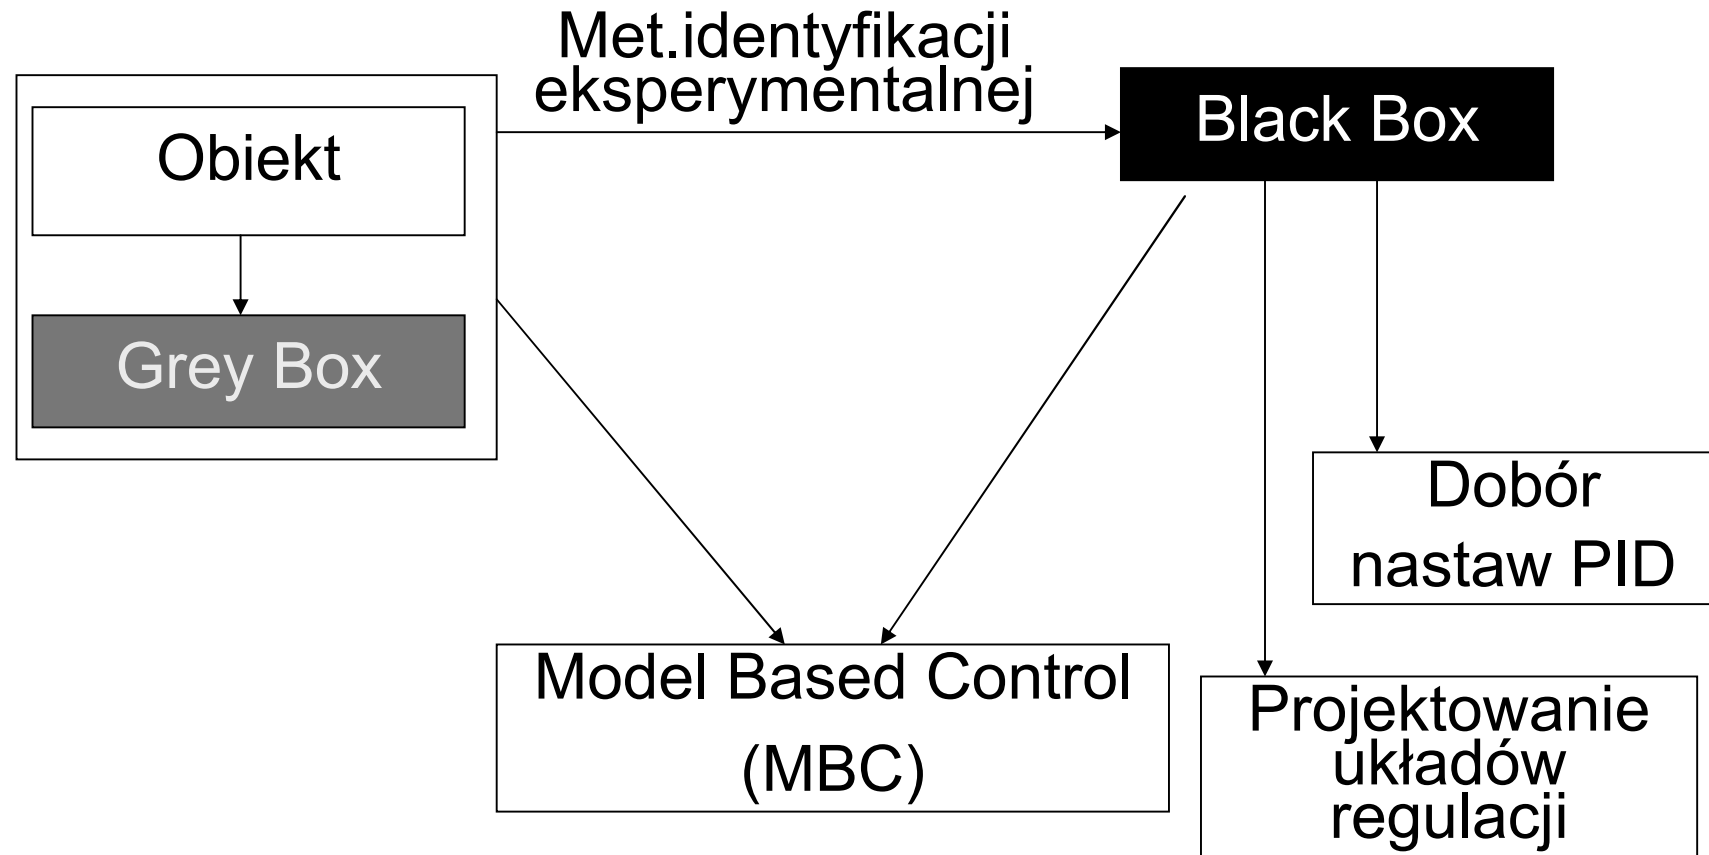 Met.identyfikacji
eksperymentalnej
Black Box
Obiekt
Grey Box
Dobór
nastaw PID
Model Based Control
(MBC)
Projektowanie
układów
regulacji